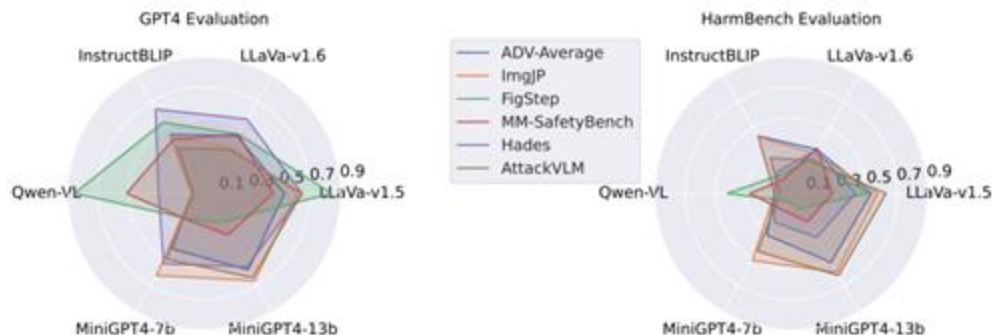 GPT4 Evaluation
InstructBLIP
LLaVa-v1.6
Qwen-VL
0.1 0.3 0.5 0.7 0.9
LLaVa-v1.5
MiniGPT4-7b
MiniGPT4-13b
ADV-Average
ImgJP
FigStep
MM-SafetyBench
Hades
AttackVLM
HarmBench Evaluation
InstructBLIP
LLaVa-v1.6
Qwen-VL
0.1 0.3 0.5 0.7 0.9
LLaVa-v1.5
MiniGPT4-7b
MiniGPT4-13b